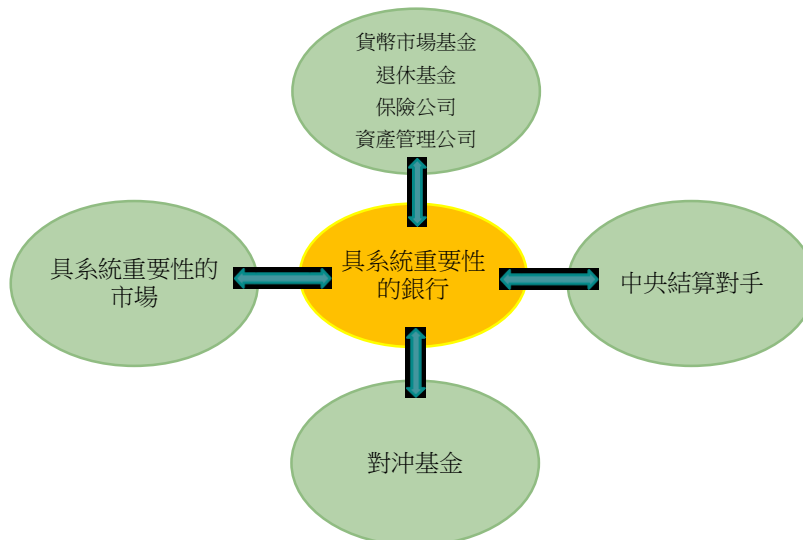 貨幣市場基金
退休基金
保險公司
資產管理公司
具系統重要性的
市場
具系統重要性
的銀行
中央結算對手
對沖基金